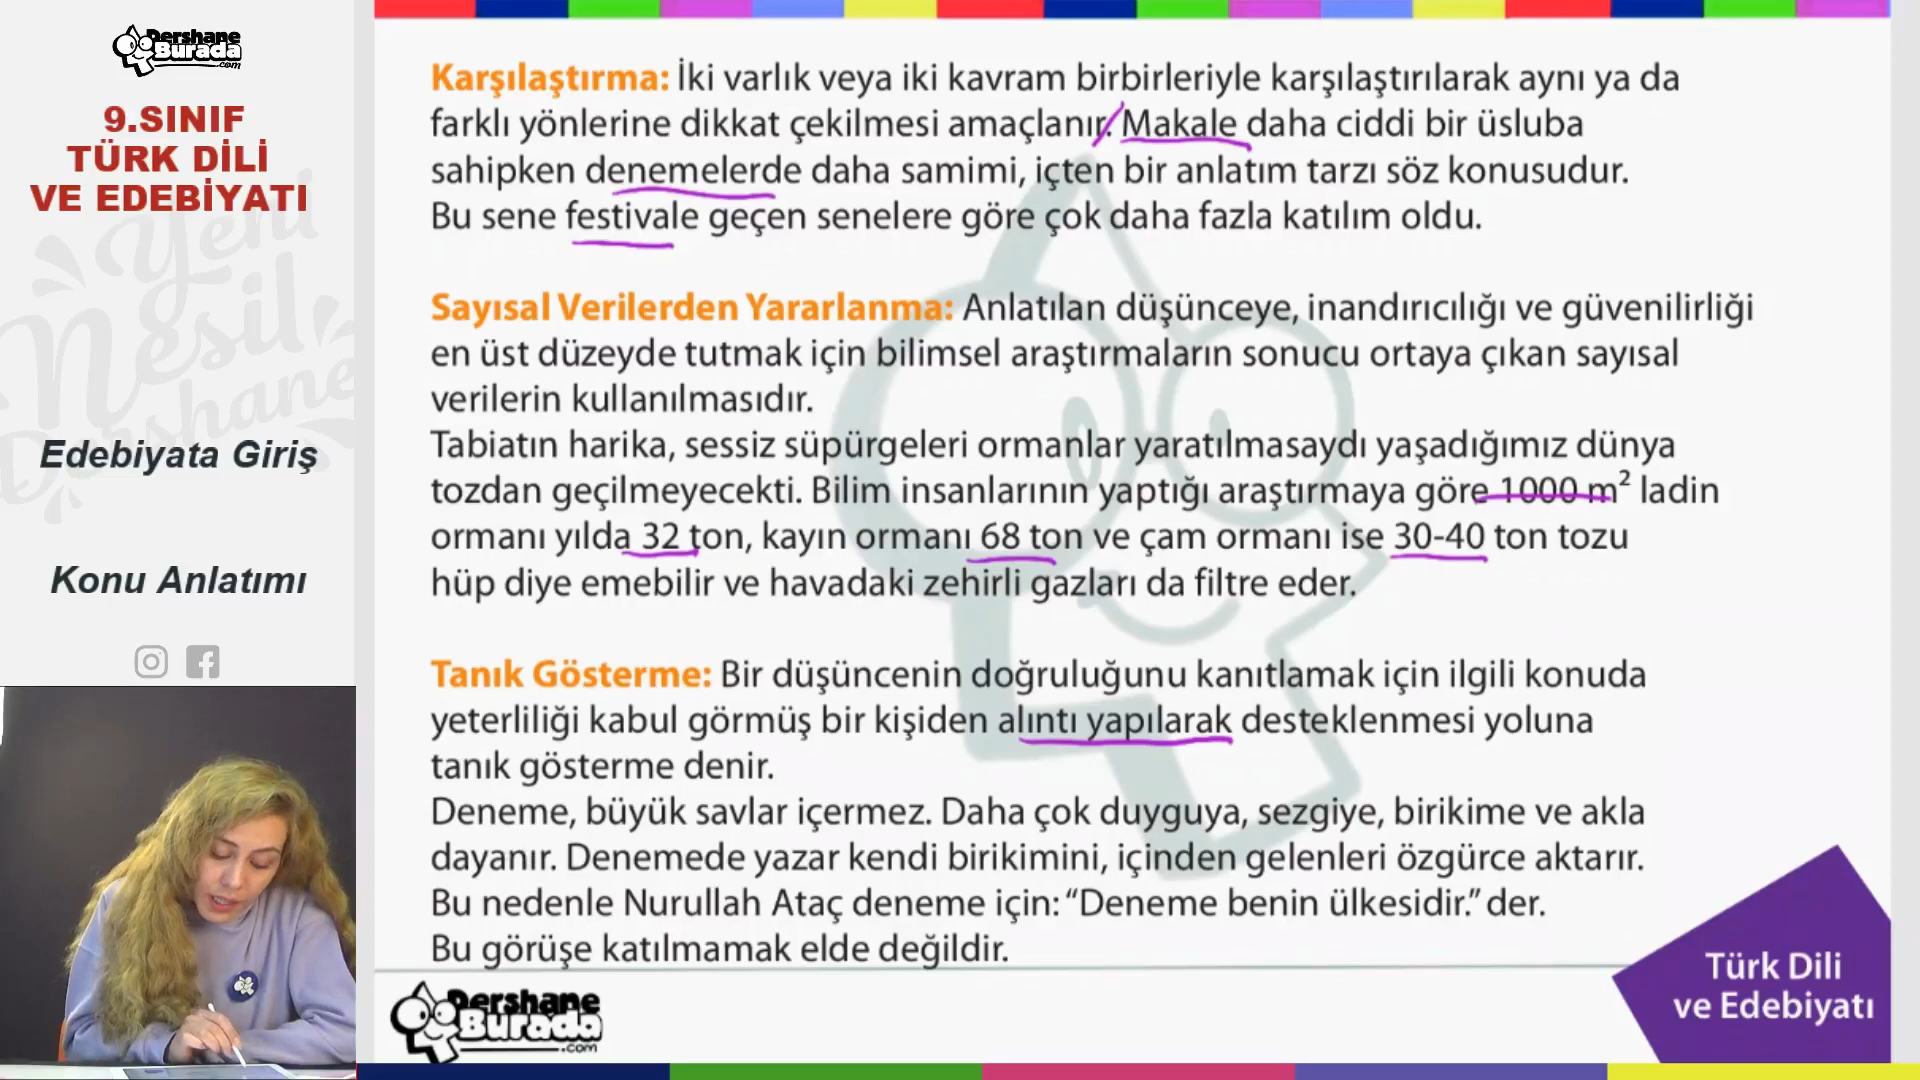 Dershane
Burada
.com
9.SINIF
TÜRK DİLİ
VE EDEBİYATI
Yeni
Nesil
Dershane
Edebiyata Giriş
Konu Anlatımı
Karşılaştırma: İki varlık veya iki kavram birbirleriyle karşılaştırılarak aynı ya da
farklı yönlerine dikkat çekilmesi amaçlanır. Makale daha ciddi bir üsluba
sahipken denemelerde daha samimi, içten bir anlatım tarzı söz konusudur.
Bu sene festivale geçen senelere göre çok daha fazla katılım oldu.
Sayısal Verilerden Yararlanma: Anlatılan düşünceye, inandırıcılığı ve güvenilirliği
en üst düzeyde tutmak için bilimsel araştırmaların sonucu ortaya çıkan sayısal
verilerin kullanılmasıdır.
Tabiatın harika, sessiz süpürgeleri ormanlar yaratılmasaydı yaşadığımız dünya
tozdan geçilmeyecekti. Bilim insanlarının yaptığı araştırmaya göre 1000 m² ladin
ormanı yılda 32 ton, kayın ormanı 68 ton ve çam ormanı ise 30-40 ton tozu
hüp diye emebilir ve havadaki zehirli gazları da filtre eder.
Tanık Gösterme: Bir düşüncenin doğruluğunu kanıtlamak için ilgili konuda
yeterliliği kabul görmüş bir kişiden alıntı yapılarak desteklenmesi yoluna
tanık gösterme denir.
Deneme, büyük savlar içermez. Daha çok duyguya, sezgiye, birikime ve akla
dayanır. Denemede yazar kendi birikimini, içinden gelenleri özgürce aktarır.
Bu nedenle Nurullah Ataç deneme için: “Deneme benin ülkesidir.” der.
Bu görüşe katılmamak elde değildir.
Dershane
Burada
.com
Türk Dili
ve Edebiyatı